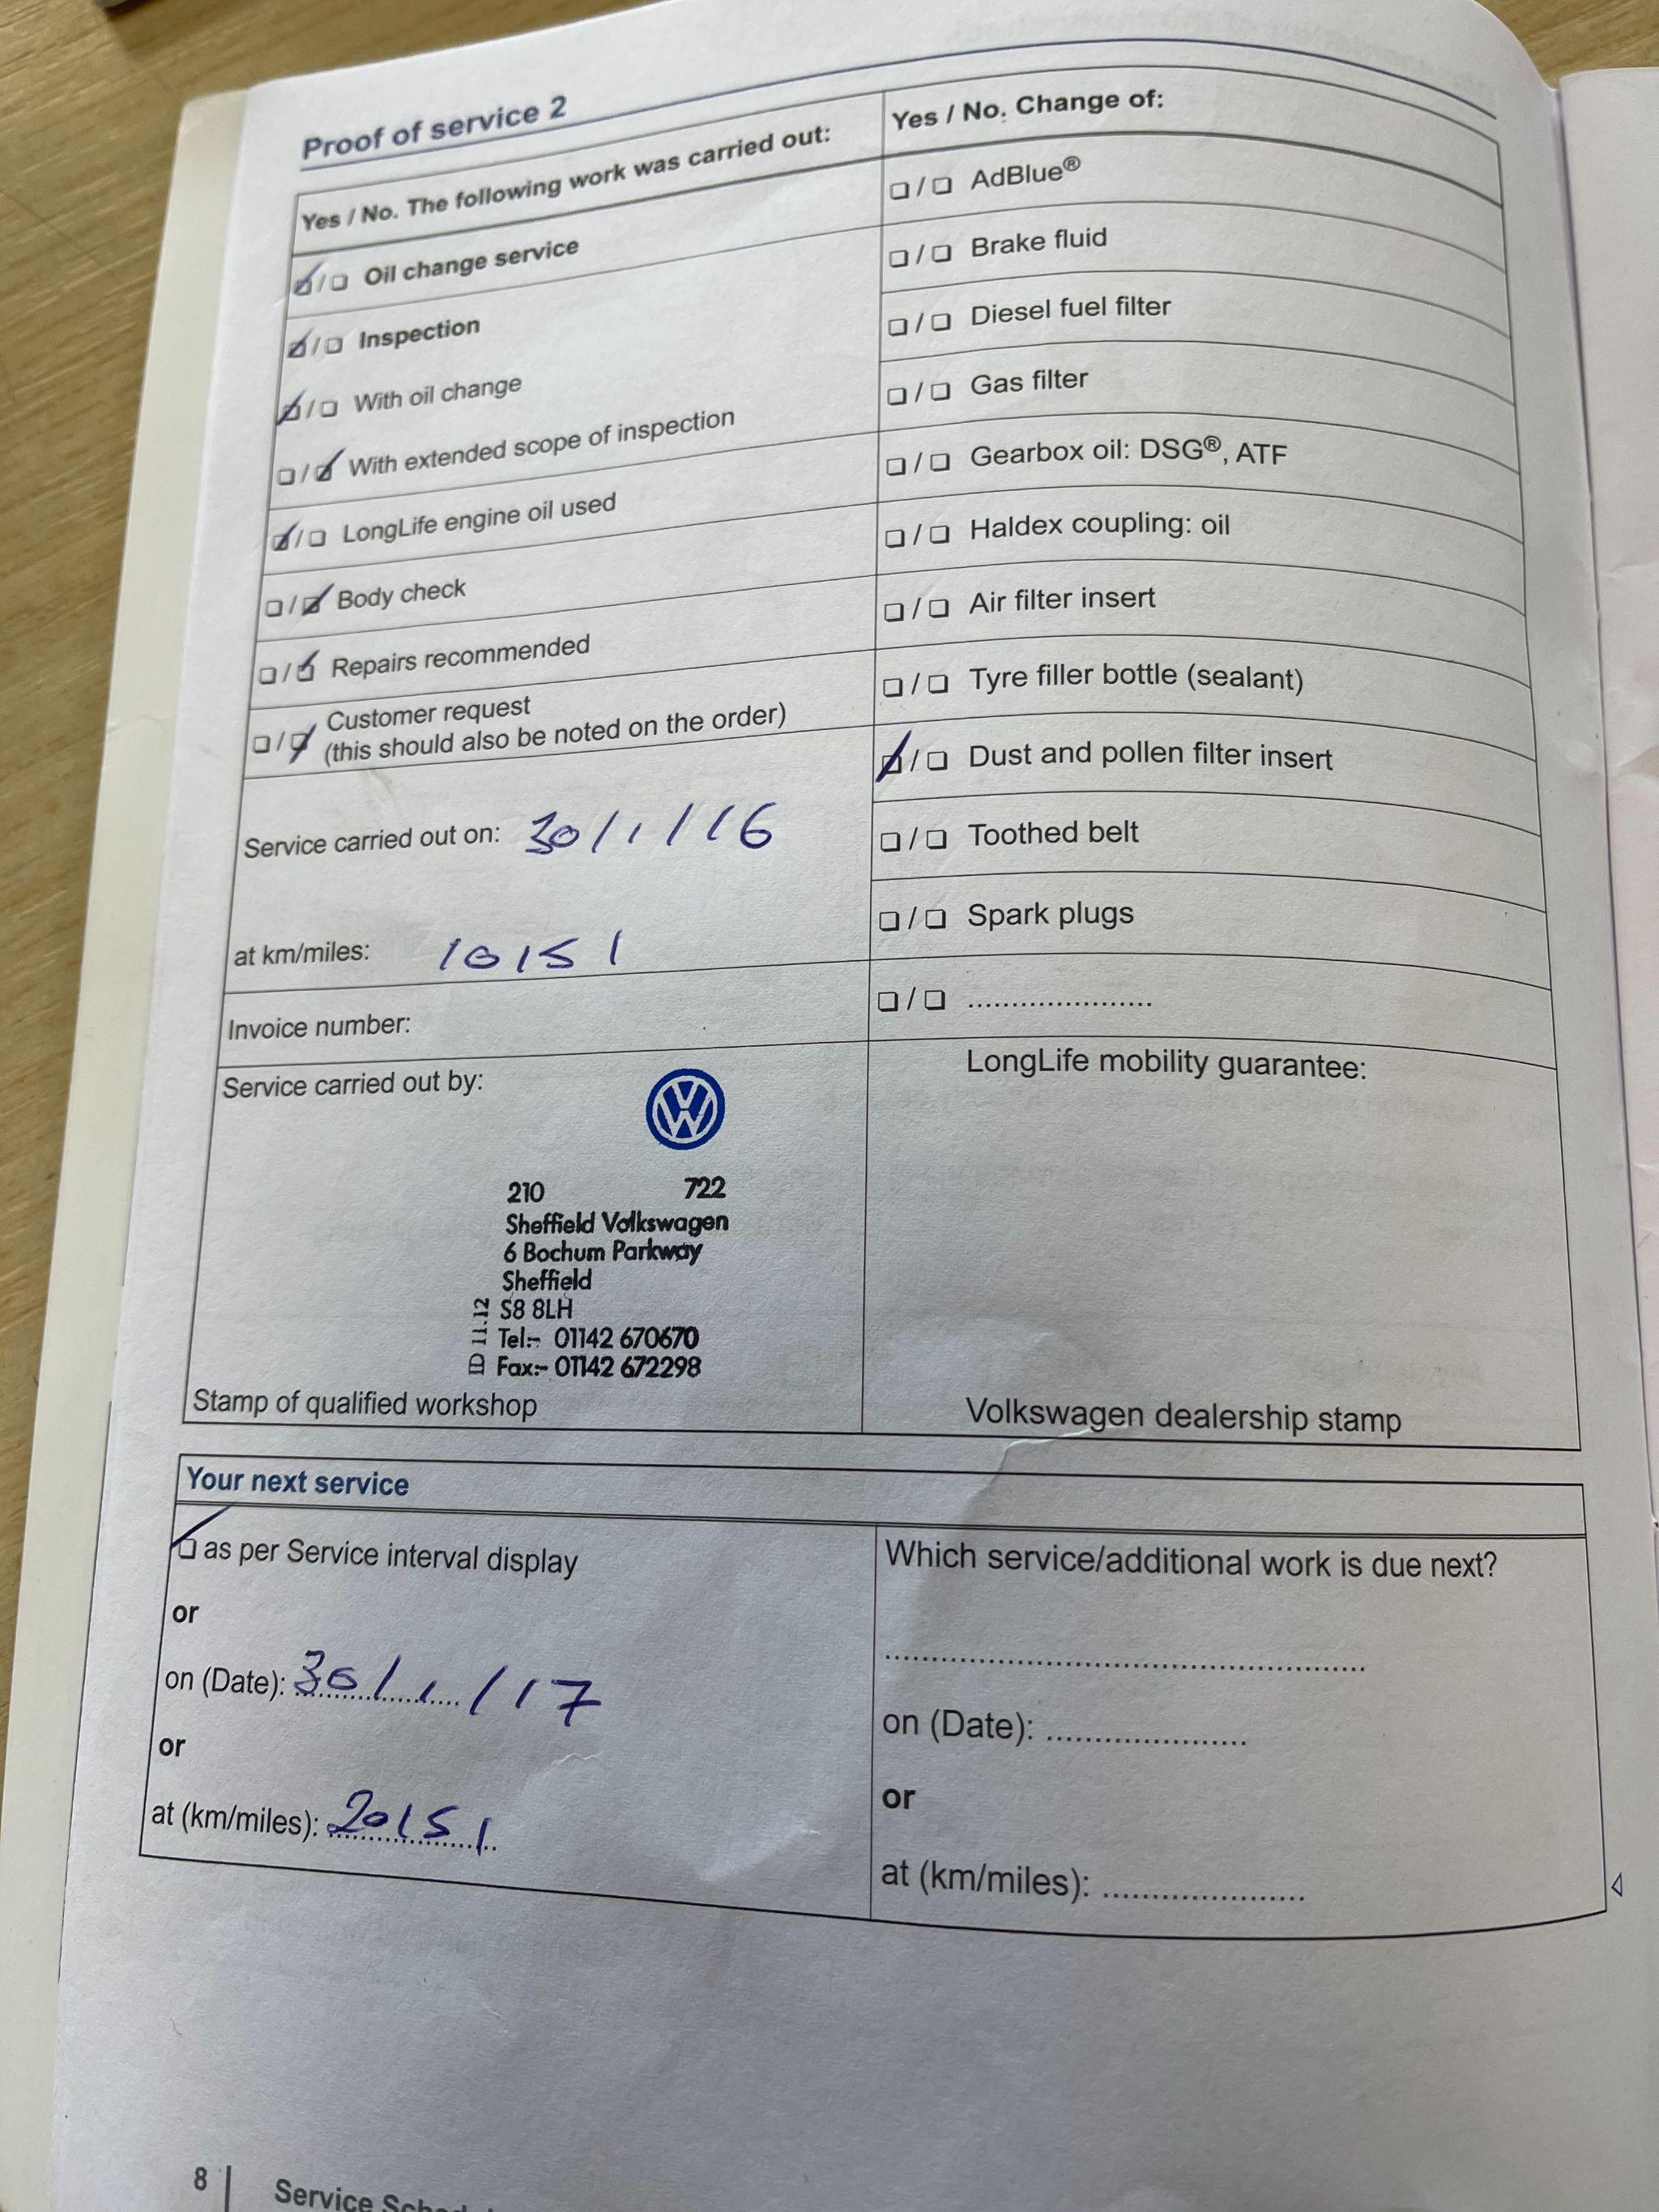 Proof of service 2
Yes / No. The following work was carried out:
Oil change service
Inspection
With oil change
With extended scope of inspection
LongLife engine oil used
Body check
Repairs recommended
Customer request
(this should also be noted on the order)
Service carried out on: 30/1/16
at km/miles: 10151
Invoice number:
Service carried out by:
210 722
Sheffield Volkswagen
6 Bochum Parkway
Sheffield
S8 8LH
Tel:- 01142 670670
Fax:- 01142 672298
ID 11.12
Stamp of qualified workshop
Yes / No. Change of:
AdBlue®
Brake fluid
Diesel fuel filter
Gas filter
Gearbox oil: DSG®, ATF
Haldex coupling: oil
Air filter insert
Tyre filler bottle (sealant)
Dust and pollen filter insert
Toothed belt
Spark plugs
.....................
LongLife mobility guarantee:
Volkswagen dealership stamp
Your next service
as per Service interval display
or
on (Date): 30/1/17
or
at (km/miles): 20151
Which service/additional work is due next?
on (Date): .....................
or
at (km/miles): .....................
8 Service